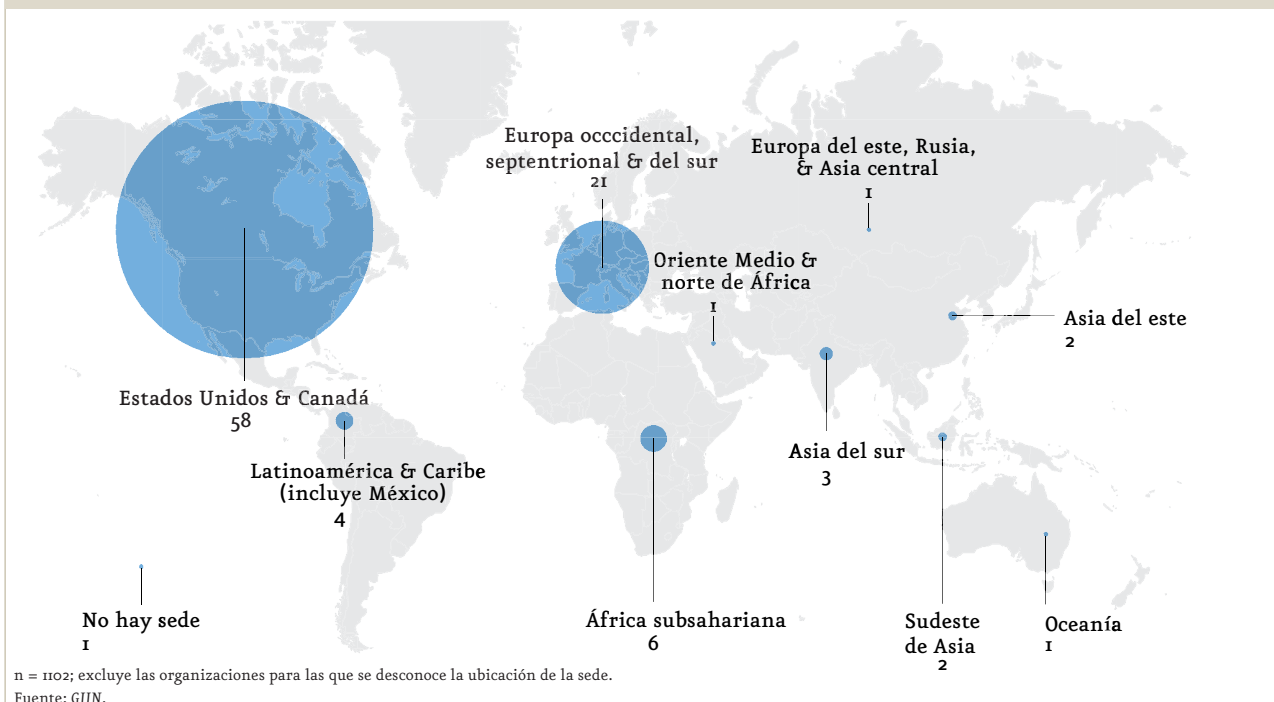 Europa occcidental,
septentrional & del sur
21
Europa del este, Rusia,
& Asia central
1
Oriente Medio &
norte de África
1
Asia del este
2
Estados Unidos & Canadá
58
Latinoamérica & Caribe
(incluye México)
4
Asia del sur
3
No hay sede
1
África subsahariana
6
Sudeste
de Asia
2
Oceanía
1
n = 1102; excluye las organizaciones para las que se desconoce la ubicación de la sede.
Fuente: GIJN.